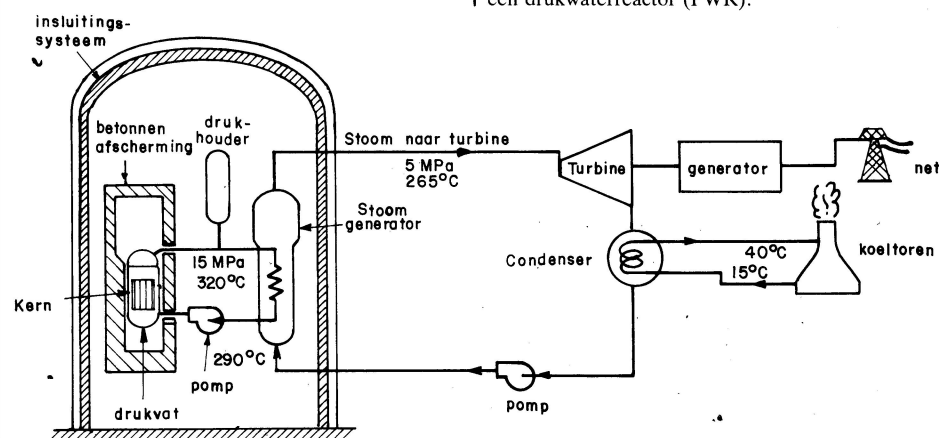 een drukwaterreactor (PWR).
insluitings-
systeem
betonnen
afscherming
druk-
houder
Stoom naar turbine
5 MPa
265°C
Turbine
generator
net
Stoom
generator
15 MPa
320°C
Condenser
40°C
15°C
koeltoren
Kern
290°C
pomp
pomp
drukvat